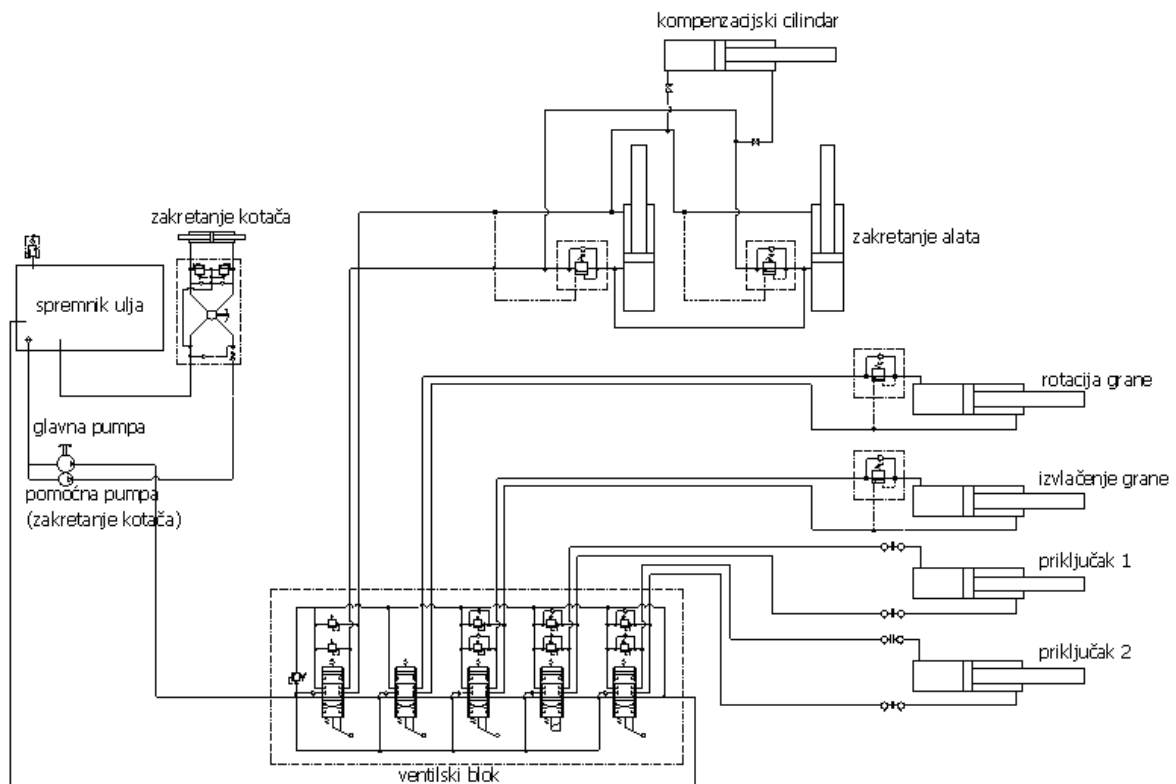 kompenzacijski cilindar
zakretanje kotača
zakretanje alata
spremnik ulja
rotacija grane
glavna pumpa
izvlačenje grane
pomoćna pumpa
(zakretanje kotača)
priključak 1
priključak 2
ventilski blok